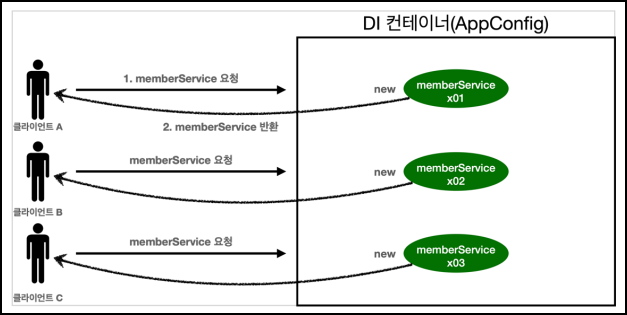 DI 컨테이너(AppConfig)
1. memberService 요청
new
memberService
x01
클라이언트 A
2. memberService 반환
memberService 요청
new
memberService
x02
클라이언트 B
memberService 요청
new
memberService
x03
클라이언트 C